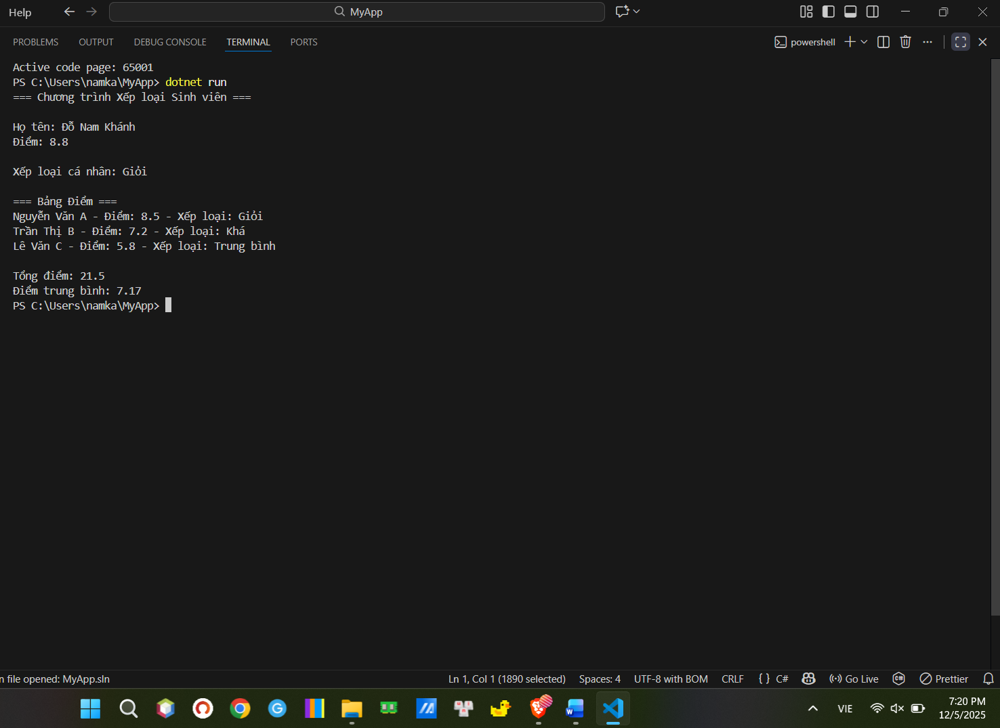 Help
MyApp
PROBLEMS OUTPUT DEBUG CONSOLE TERMINAL PORTS
powershell
Active code page: 65001
PS C:\Users\namka\MyApp> dotnet run
=== Chương trình Xếp loại Sinh viên ===
Họ tên: Đỗ Nam Khánh
Điểm: 8.8
Xếp loại cá nhân: Giỏi
=== Bảng Điểm ===
Nguyễn Văn A - Điểm: 8.5 - Xếp loại: Giỏi
Trần Thị B - Điểm: 7.2 - Xếp loại: Khá
Lê Văn C - Điểm: 5.8 - Xếp loại: Trung bình
Tổng điểm: 21.5
Điểm trung bình: 7.17
PS C:\Users\namka\MyApp>
n file opened: MyApp.sln
Ln 1, Col 1 (1890 selected) Spaces: 4 UTF-8 with BOM CRLF { } C# Go Live Prettier
VIE
7:20 PM
12/5/2025